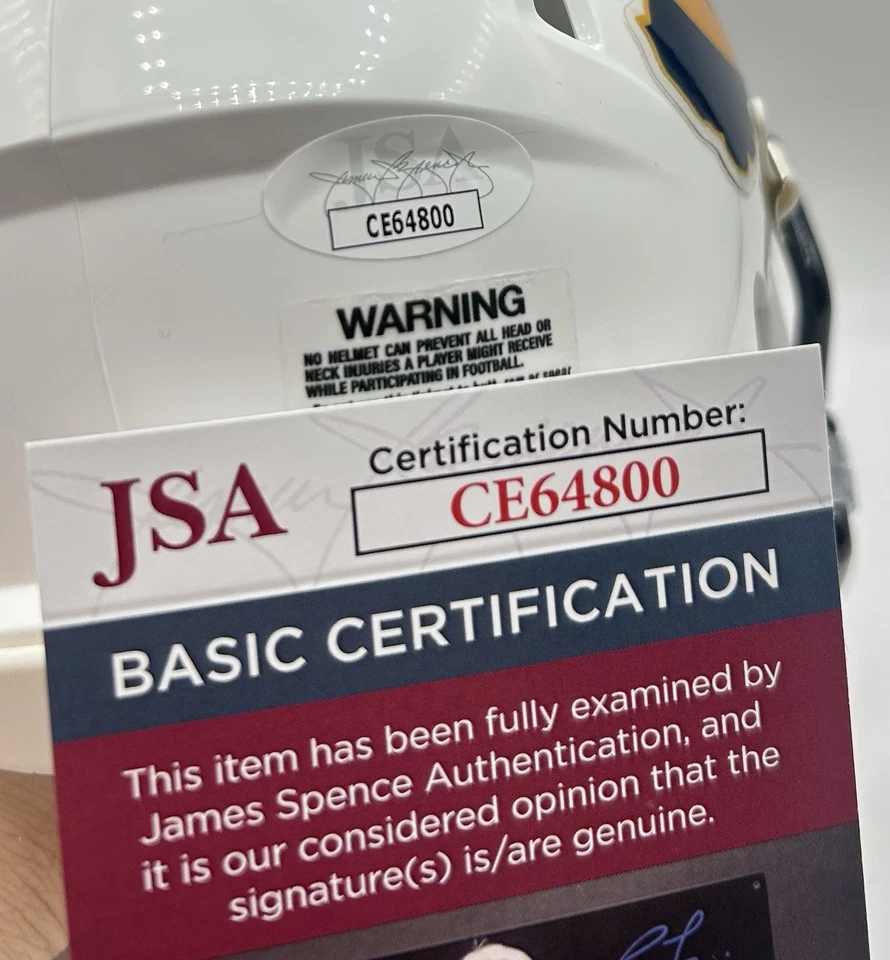 JSA
James Spence
CE64800
WARNING
NO HELMET CAN PREVENT ALL HEAD OR
NECK INJURIES A PLAYER MIGHT RECEIVE
WHILE PARTICIPATING IN FOOTBALL.
JSA
Certification Number:
CE64800
BASIC CERTIFICATION
This item has been fully examined by
James Spence Authentication, and
it is our considered opinion that the
signature(s) is/are genuine.